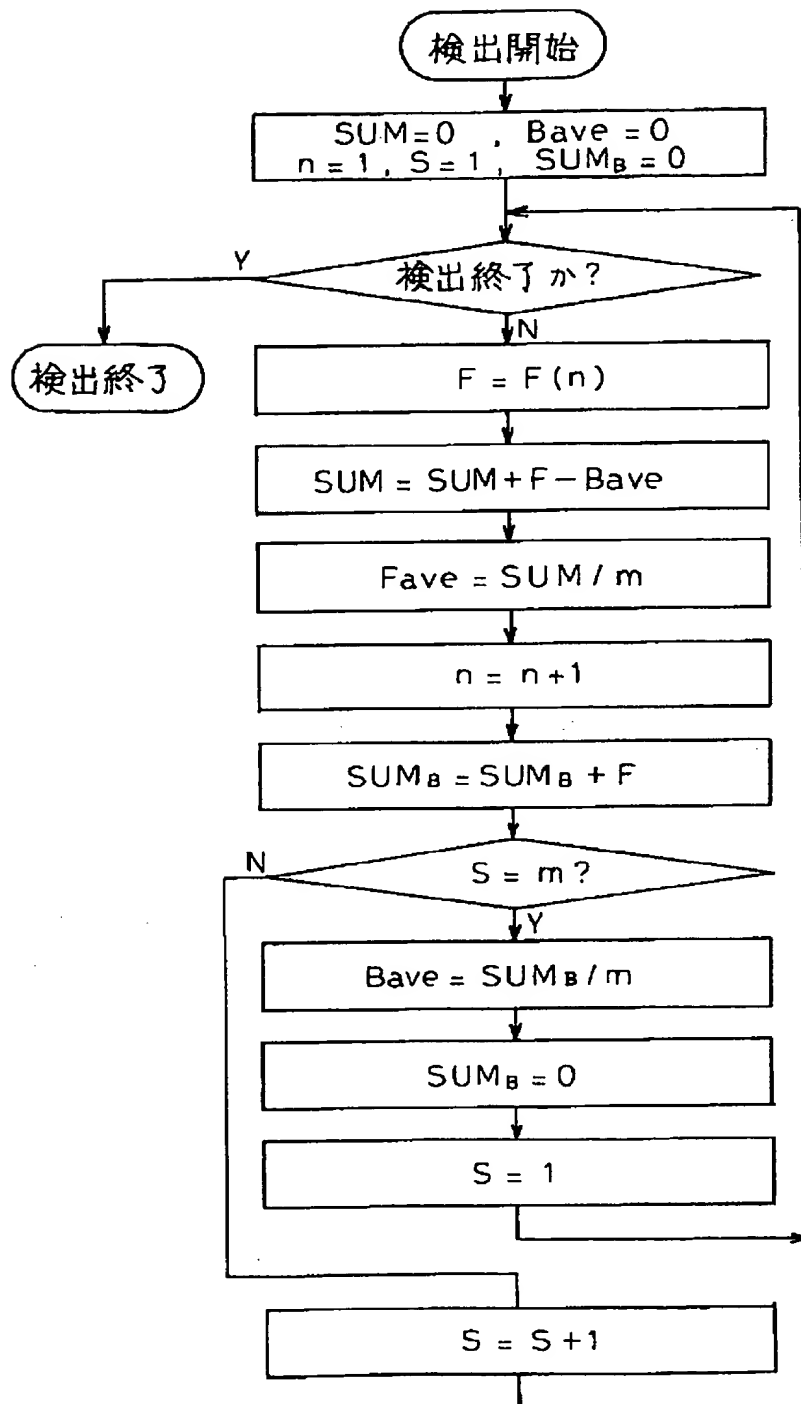 検出開始
SUM=0 , Bave=0
n=1, S=1, SUMB=0
Y
検出終了か?
N
検出終了
F = F(n)
SUM = SUM+F-Bave
Fave = SUM/m
n = n+1
SUMB = SUMB + F
N
S = m?
Y
Bave = SUMB/m
SUMB = 0
S = 1
S = S+1